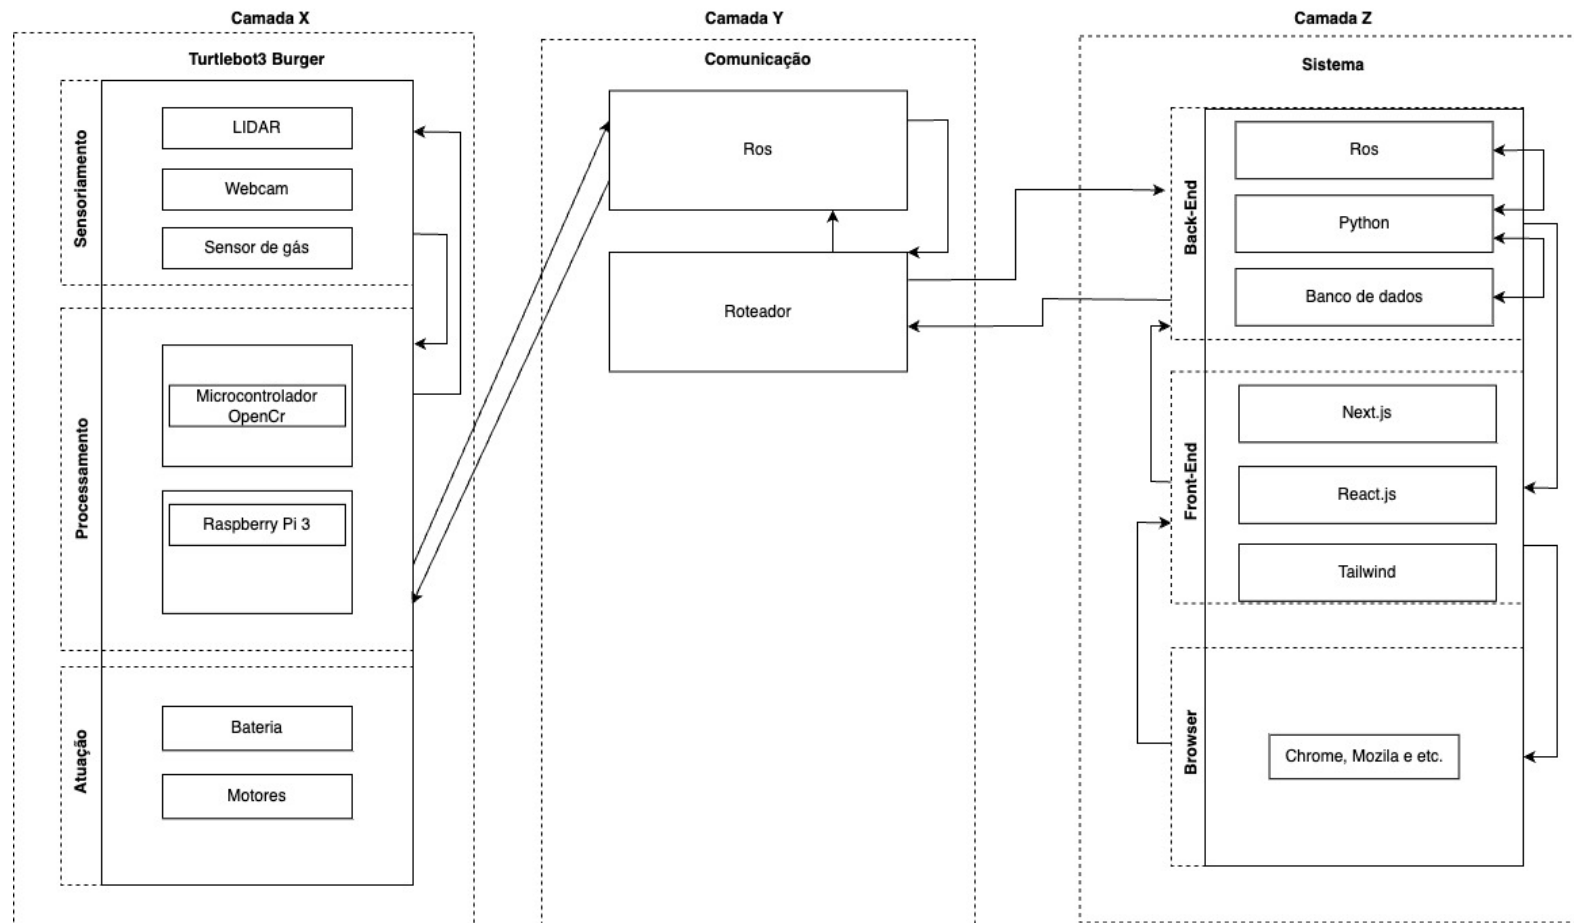 Camada X
Turtlebot3 Burger
Sensoriamento
LIDAR
Webcam
Sensor de gás
Processamento
Microcontrolador
OpenCr
Raspberry Pi 3
Atuação
Bateria
Motores
Camada Y
Comunicação
Ros
Roteador
Camada Z
Sistema
Back-End
Ros
Python
Banco de dados
Front-End
Next.js
React.js
Tailwind
Browser
Chrome, Mozila e etc.